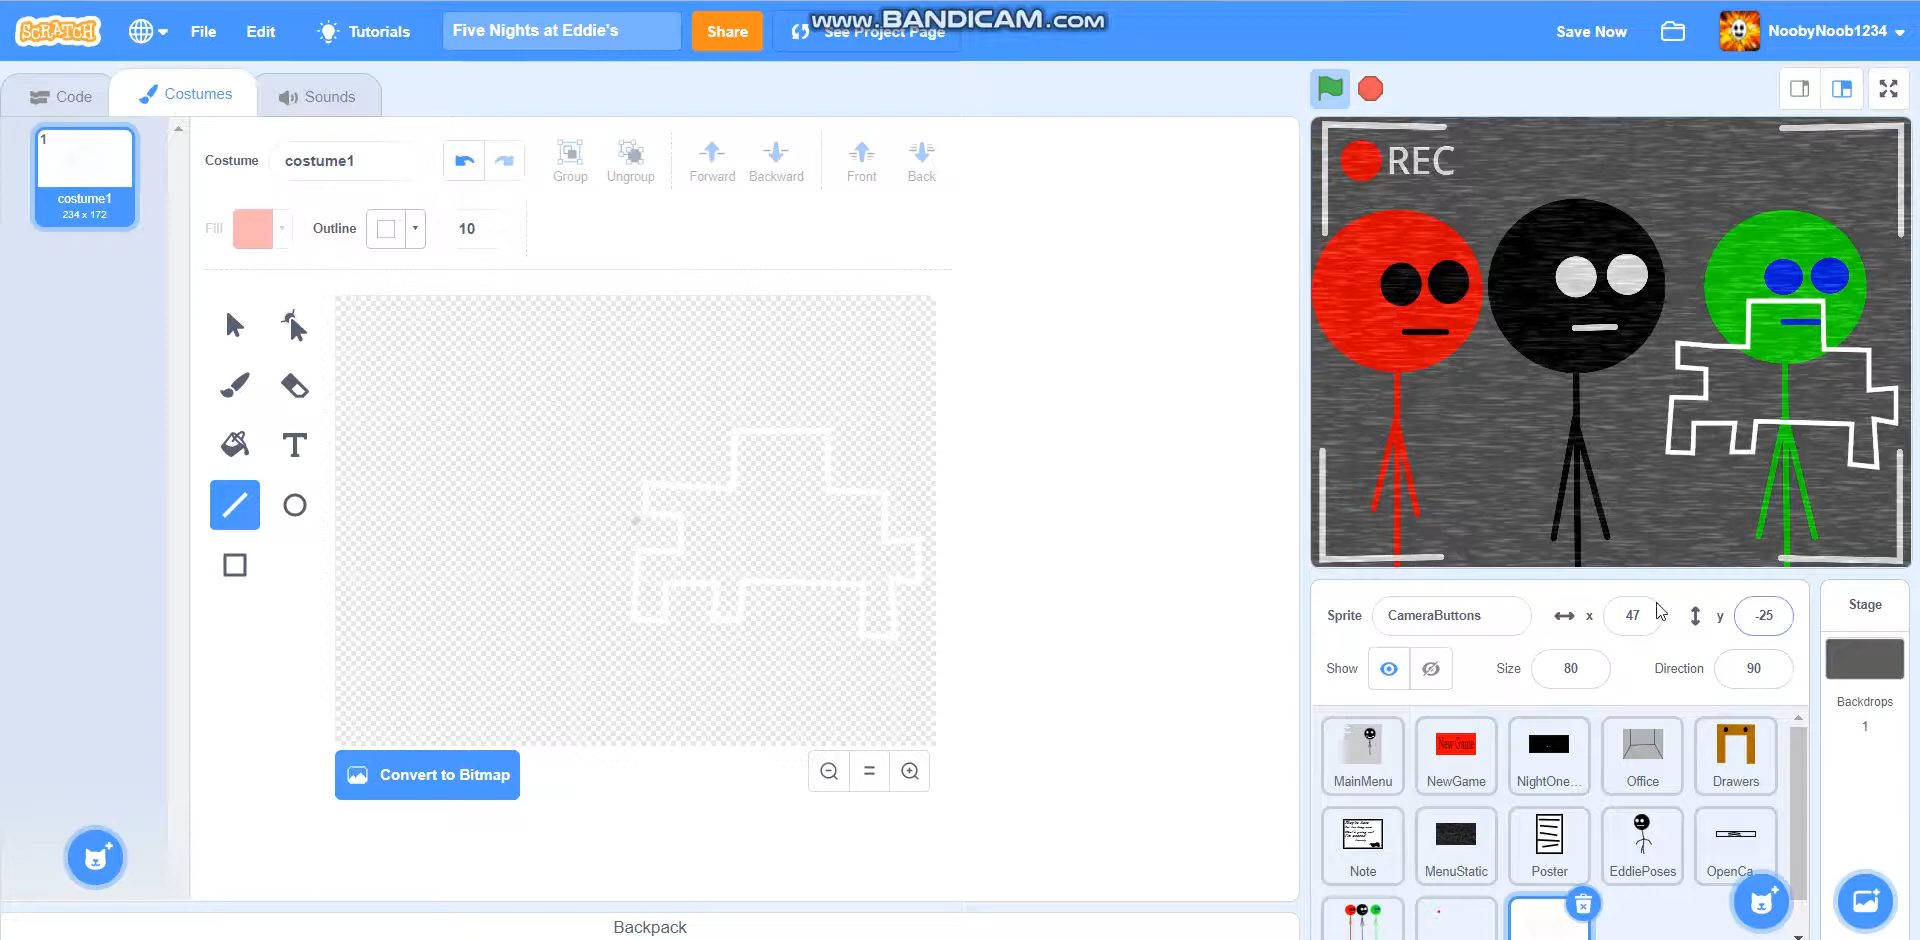 www.BANDICAM.com
SCRATCH
File
Edit
Tutorials
Five Nights at Eddie's
Share
See Project Page
Save Now
NoobyNoob1234
Code
Costumes
Sounds
1
costume1
234 x 172
Costume
costume1
Group
Ungroup
Forward
Backward
Front
Back
Fill
Outline
10
T
Convert to Bitmap
Backpack
REC
Sprite
CameraButtons
x
47
y
-25
Show
Size
80
Direction
90
Stage
Backdrops
1
MainMenu
New Game
NewGame
NightOne...
Office
Drawers
Note
MenuStatic
Poster
EddiePoses
OpenCa